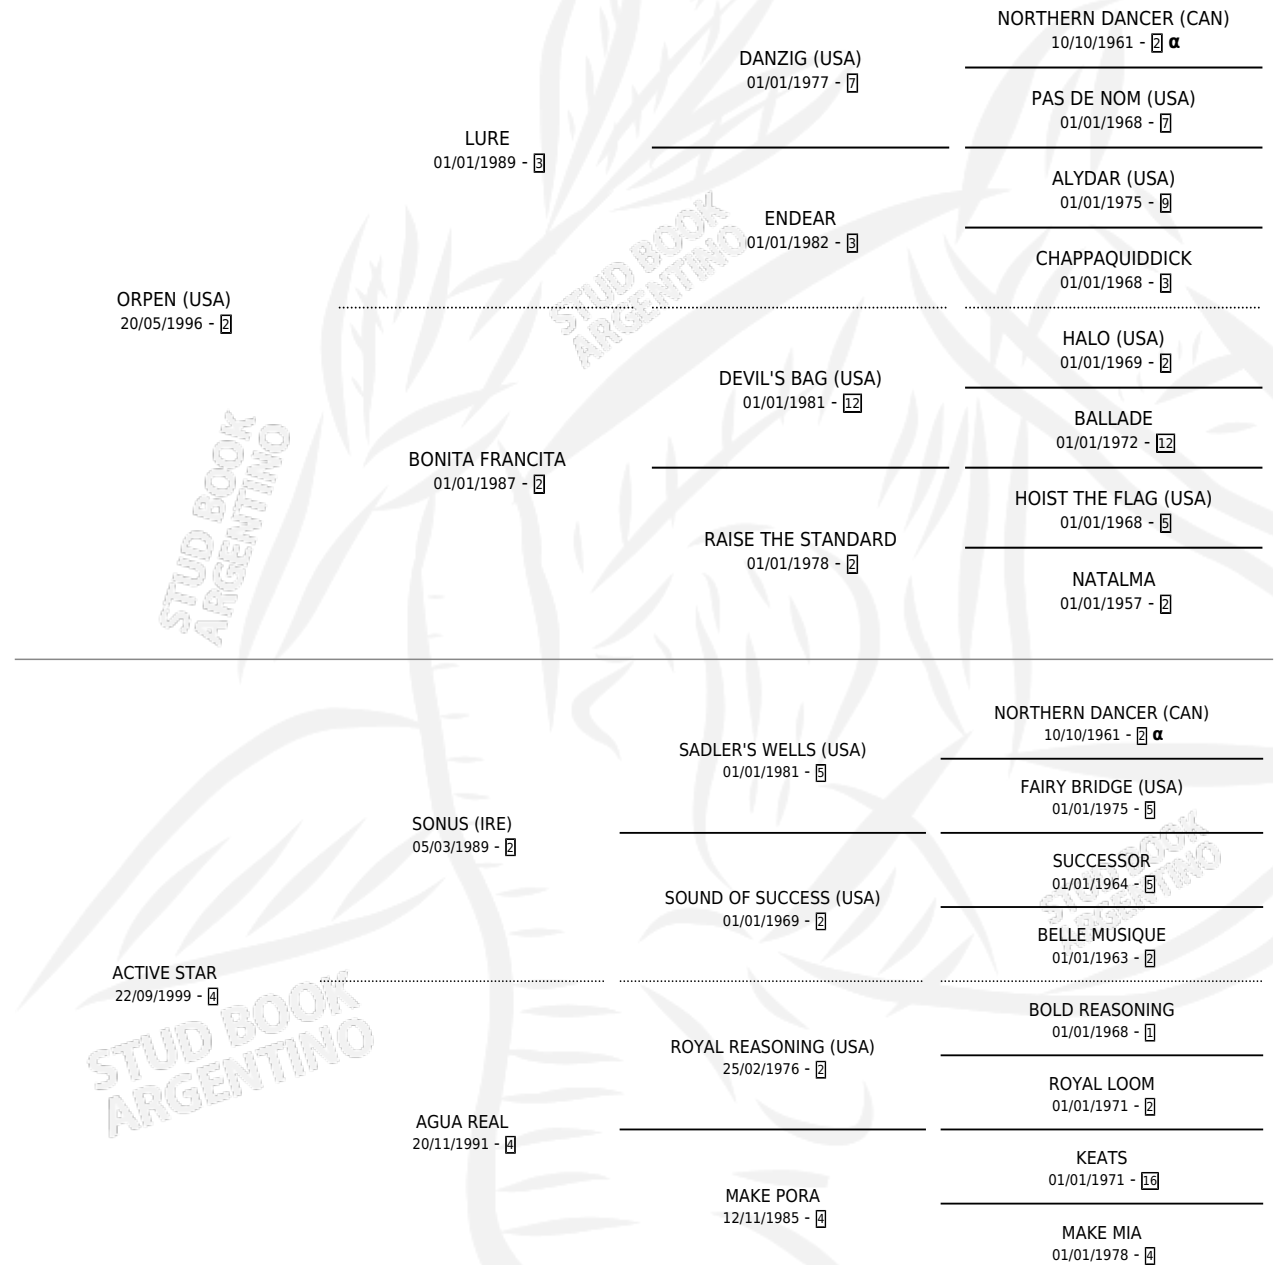 NORTHERN DANCER (CAN)
10/10/1961 - 2 α
DANZIG (USA)
01/01/1977 - 7
PAS DE NOM (USA)
01/01/1968 - 7
LURE
01/01/1989 - 3
ALYDAR (USA)
01/01/1975 - 9
ENDEAR
01/01/1982 - 3
CHAPPAQUIDDICK
01/01/1968 - 3
ORPEN (USA)
20/05/1996 - 2
HALO (USA)
01/01/1969 - 2
DEVIL'S BAG (USA)
01/01/1981 - 12
BALLADE
01/01/1972 - 12
BONITA FRANCITA
01/01/1987 - 2
HOIST THE FLAG (USA)
01/01/1968 - 5
RAISE THE STANDARD
01/01/1978 - 2
NATALMA
01/01/1957 - 2
STUD BOOK
ARGENTINO
STUD BOOK
ARGENTINO
NORTHERN DANCER (CAN)
10/10/1961 - 2 α
SADLER'S WELLS (USA)
01/01/1981 - 5
FAIRY BRIDGE (USA)
01/01/1975 - 5
SONUS (IRE)
05/03/1989 - 2
SUCCESSOR
01/01/1964 - 5
SOUND OF SUCCESS (USA)
01/01/1969 - 2
BELLE MUSIQUE
01/01/1963 - 2
ACTIVE STAR
22/09/1999 - 4
BOLD REASONING
01/01/1968 - 1
ROYAL REASONING (USA)
25/02/1976 - 2
ROYAL LOOM
01/01/1971 - 2
AGUA REAL
20/11/1991 - 4
KEATS
01/01/1971 - 16
MAKE PORA
12/11/1985 - 4
MAKE MIA
01/01/1978 - 4
STUD BOOK
ARGENTINO
STUD BOOK
ARGENTINO